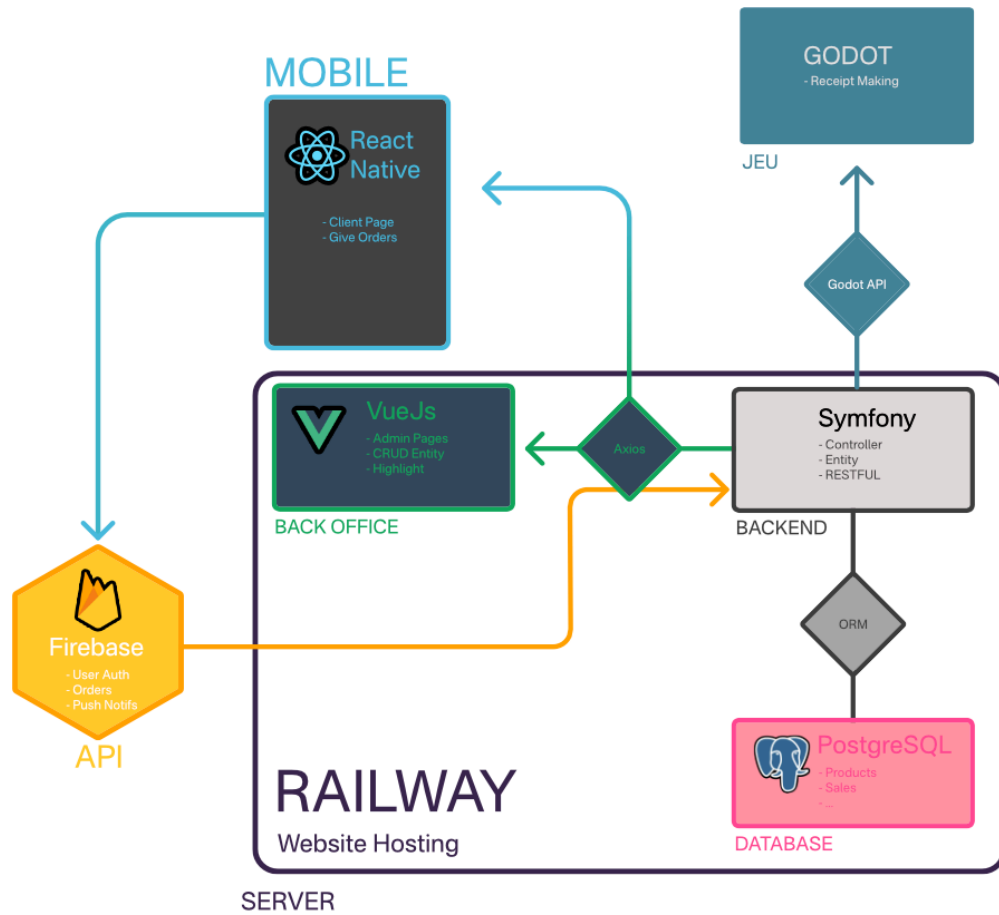 MOBILE
React
Native
- Client Page
- Give Orders
GODOT
- Receipt Making
JEU
Godot API
VueJs
- Admin Pages
- CRUD Entity
- Highlight
BACK OFFICE
Axios
Symfony
- Controller
- Entity
- RESTFUL
BACKEND
ORM
Firebase
- User Auth
- Orders
- Push Notifs
API
PostgreSQL
- Products
- Sales
- ...
DATABASE
RAILWAY
Website Hosting
SERVER